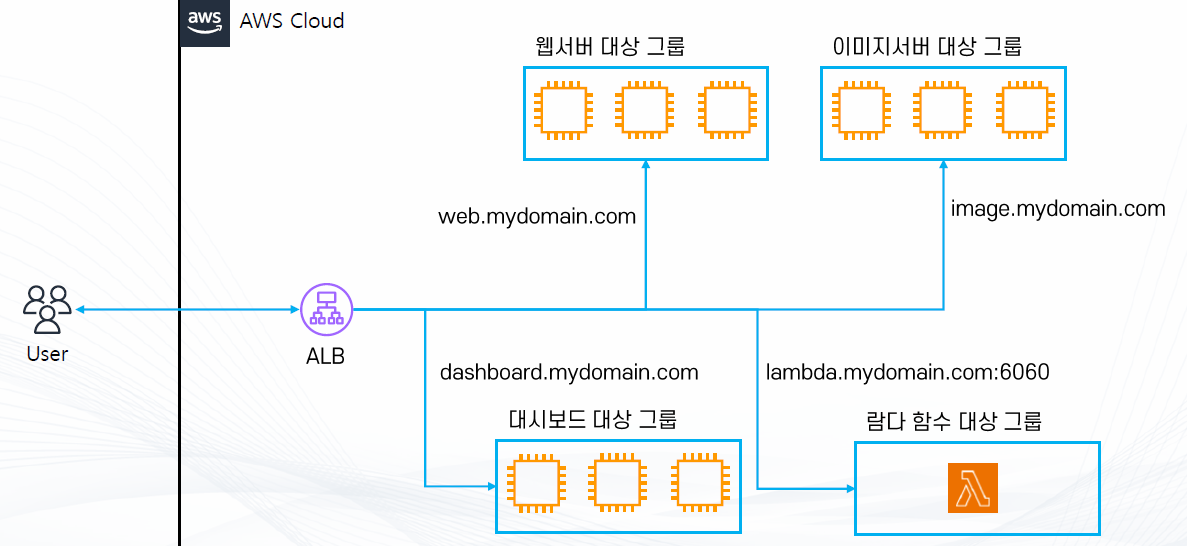 aws
AWS Cloud
웹서버 대상 그룹
이미지서버 대상 그룹
web.mydomain.com
image.mydomain.com
User
ALB
dashboard.mydomain.com
lambda.mydomain.com:6060
대시보드 대상 그룹
람다 함수 대상 그룹